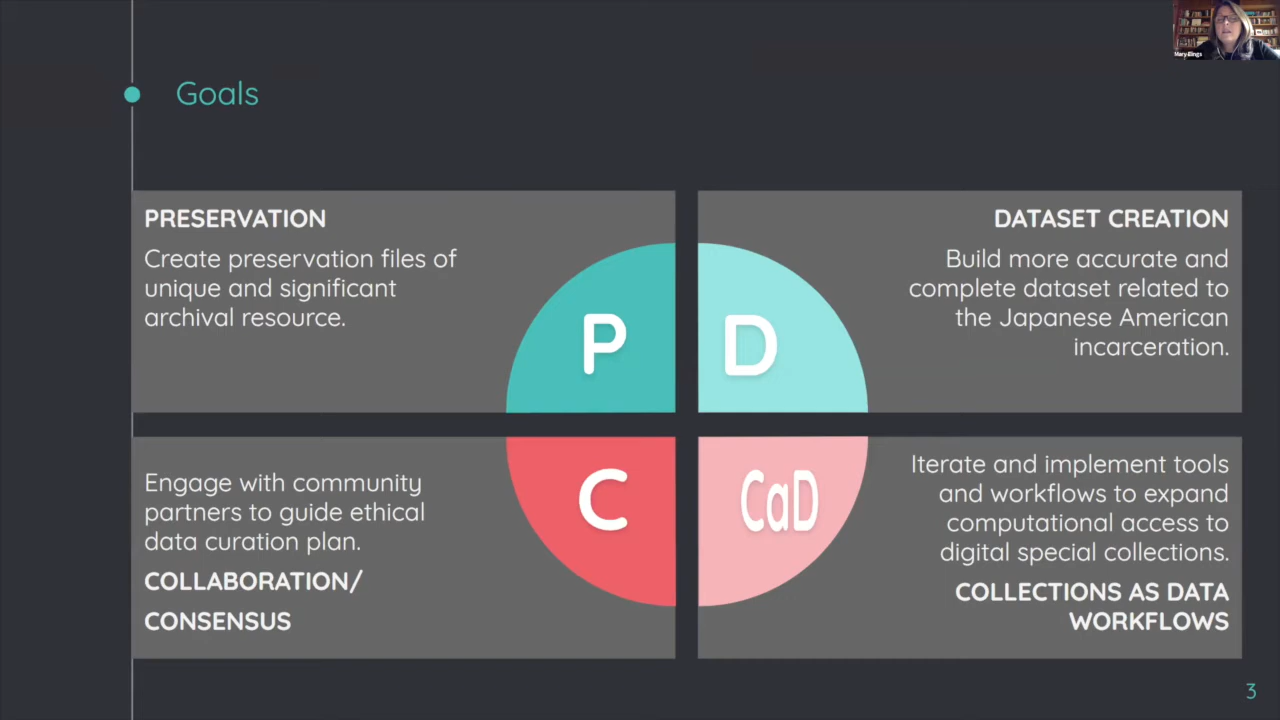 Mary Elings
Goals
PRESERVATION
Create preservation files of
unique and significant
archival resource.
P
DATASET CREATION
Build more accurate and
complete dataset related to
the Japanese American
incarceration.
D
Engage with community
partners to guide ethical
data curation plan.
COLLABORATION/
CONSENSUS
C
Iterate and implement tools
and workflows to expand
computational access to
digital special collections.
COLLECTIONS AS DATA
WORKFLOWS
CaD
3